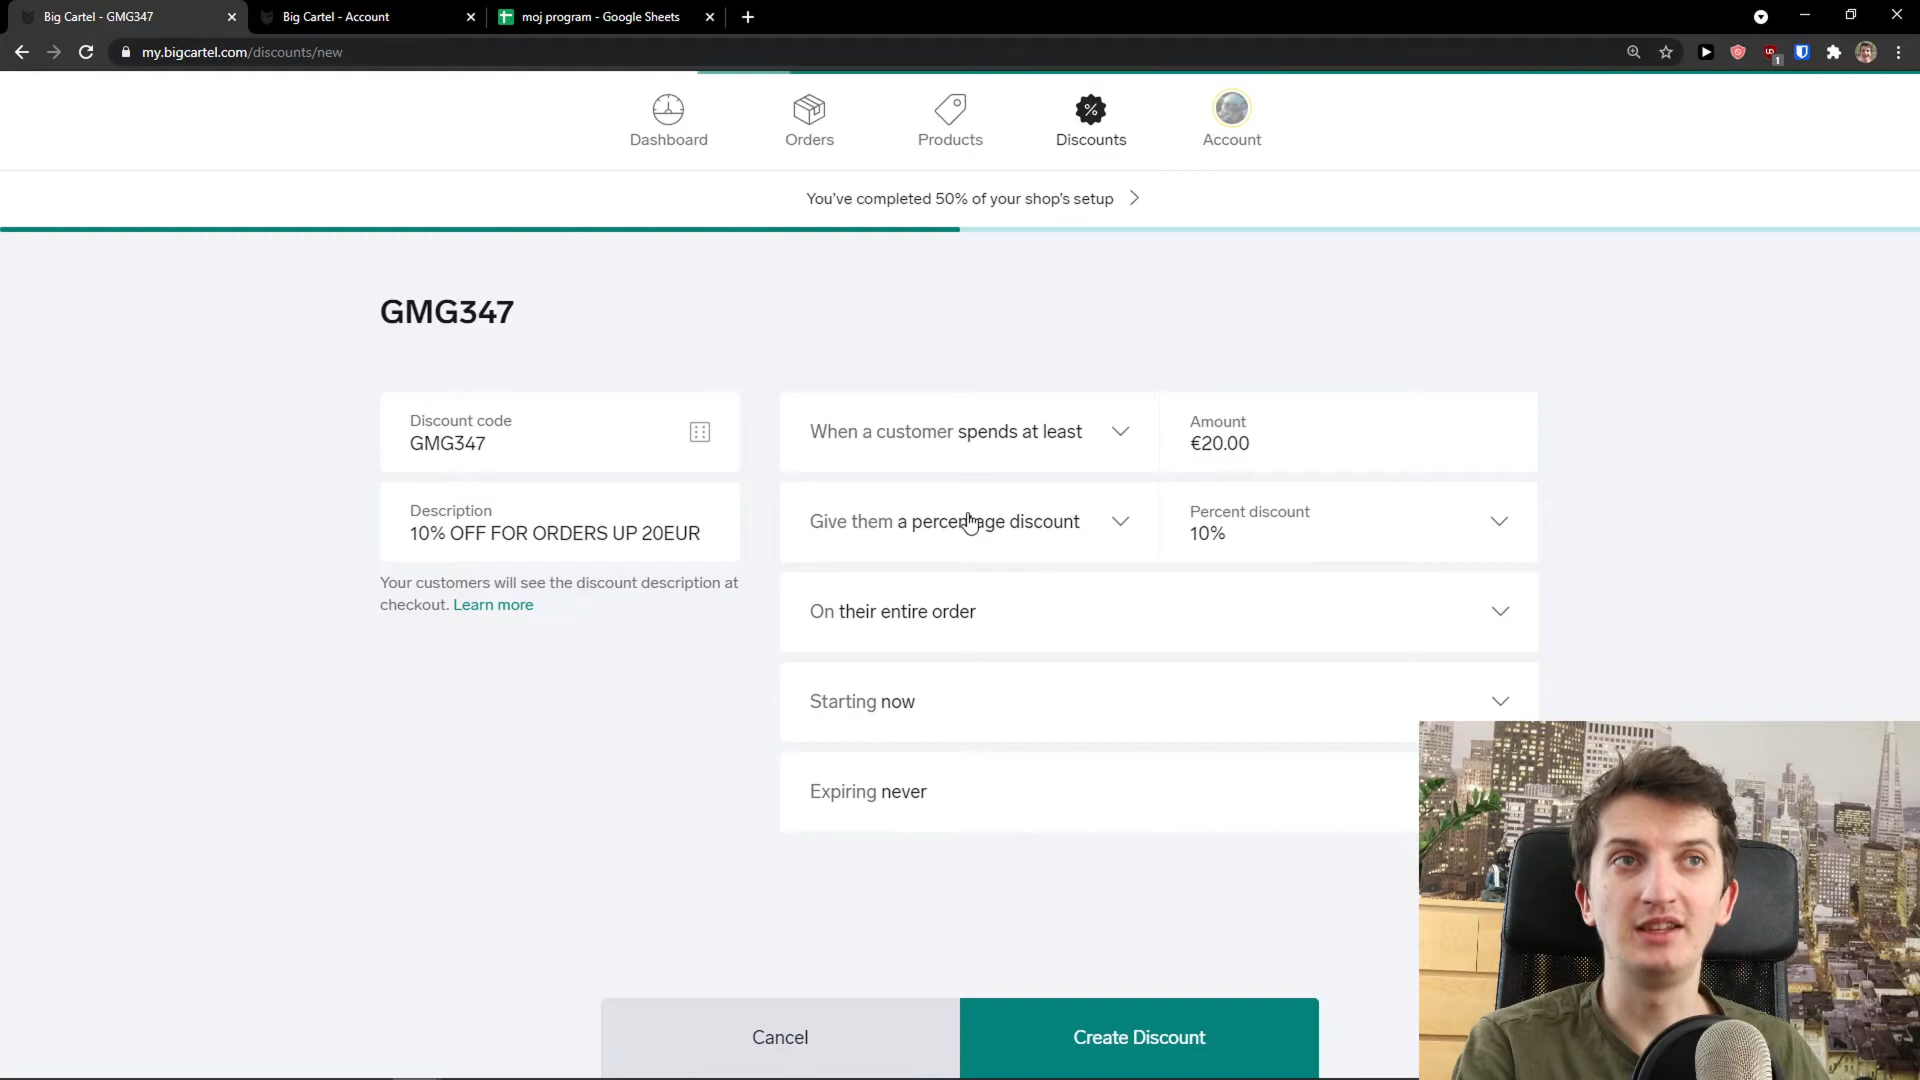 Big Cartel - GMG347
Big Cartel - Account
moj program - Google Sheets
my.bigcartel.com/discounts/new
1
Dashboard
Orders
Products
Discounts
Account
You've completed 50% of your shop's setup
GMG347
Discount code
GMG347
When a customer spends at least
Amount
€20.00
Description
10% OFF FOR ORDERS UP 20EUR
Give them a percentage discount
Percent discount
10%
Your customers will see the discount description at
checkout. Learn more
On their entire order
Starting now
Expiring never
Cancel
Create Discount